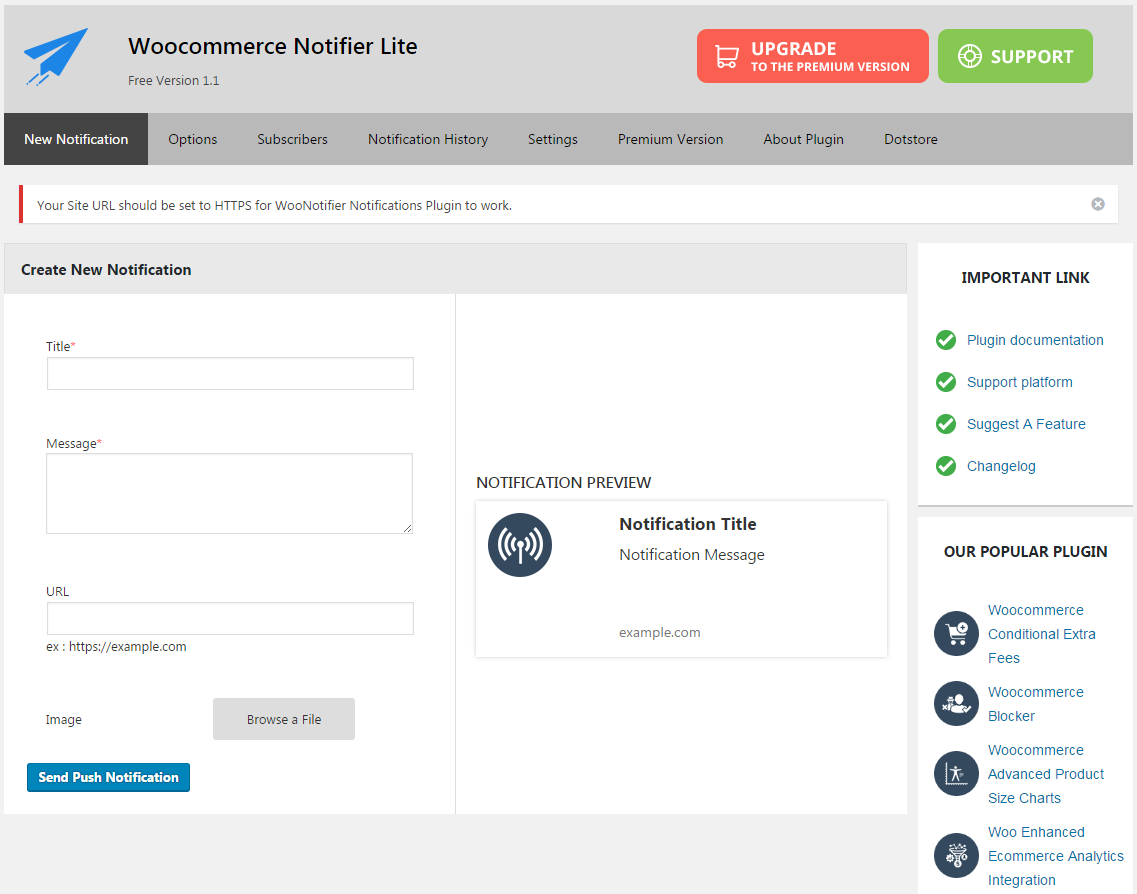 Woocommerce Notifier Lite
Free Version 1.1
UPGRADE
TO THE PREMIUM VERSION
SUPPORT
New Notification
Options
Subscribers
Notification History
Settings
Premium Version
About Plugin
Dotstore
Your Site URL should be set to HTTPS for WooNotifier Notifications Plugin to work.
Create New Notification
Title*
Message*
URL
ex : https://example.com
Image
Browse a File
Send Push Notification
NOTIFICATION PREVIEW
Notification Title
Notification Message
example.com
IMPORTANT LINK
Plugin documentation
Support platform
Suggest A Feature
Changelog
OUR POPULAR PLUGIN
Woocommerce
Conditional Extra
Fees
Woocommerce
Blocker
Woocommerce
Advanced Product
Size Charts
Woo Enhanced
Ecommerce Analytics
Integration